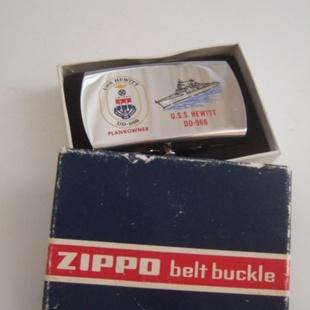 USS HEWITT
DD-966
PLANKOWNER
U.S.S. HEWITT
DD-966
ZIPPO belt buckle